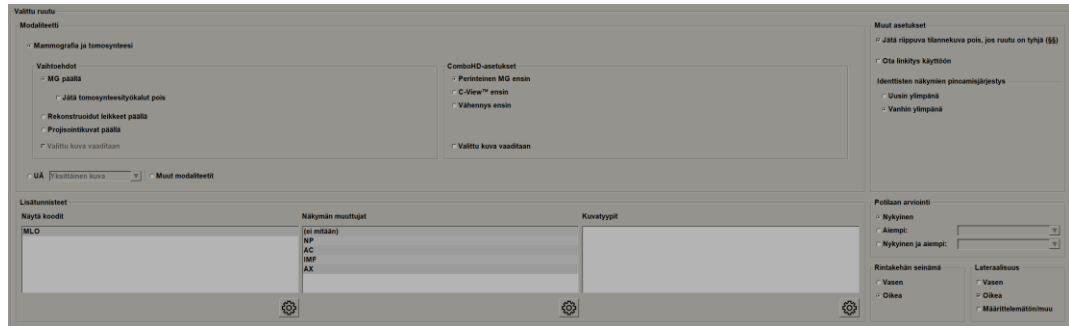 Valittu ruutu
Modaliteetti
Mammografia ja tomosynteesi
Vaihtoehdot
MG päällä
Jätä tomosynteesityökalut pois
Rekonstruoidut leikkeet päällä
Projisointikuvat päällä
Valittu kuva vaaditaan
ComboHD-asetukset
Perinteinen MG ensin
C-View™ ensin
Vähennys ensin
Valittu kuva vaaditaan
UÄ Yksittäinen kuva Muut modaliteetit
Muut asetukset
Jätä riippuva tilannekuva pois, jos ruutu on tyhjä (§§)
Ota linkitys käyttöön
Identtisten näkymien pinoamisjärjestys
Uusin ylimpänä
Vanhin ylimpänä
Lisätunnisteet
Näytä koodit
MLO
Näkymän muuttujat
(ei mitään)
NP
AC
IMF
AX
Kuvatyypit
Potilaan arviointi
Nykyinen
Aiempi:
Nykyinen ja aiempi:
Rintakehän seinämä
Vasen
Oikea
Lateraalisuus
Vasen
Oikea
Määrittelemätön/muu